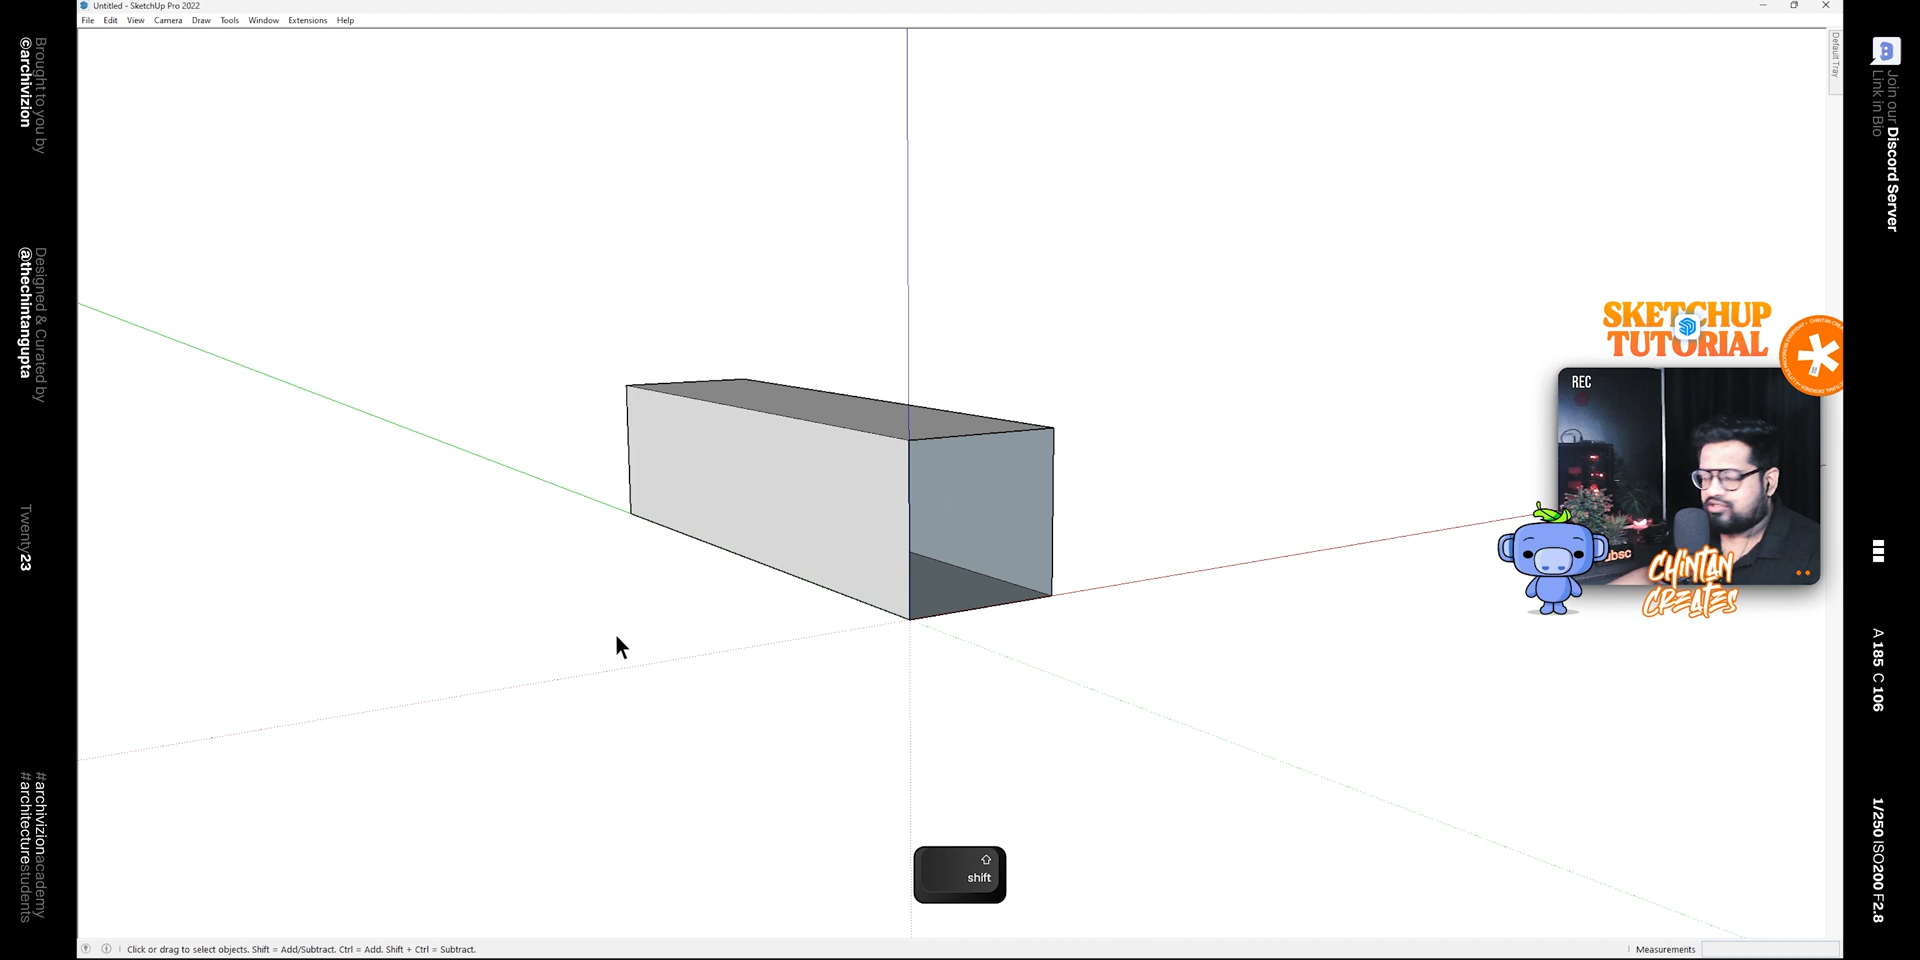 Untitled - SketchUp Pro 2022
File Edit View Camera Draw Tools Window Extensions Help
Default Tray
Brought to you by
©archivizion
Designed & Curated by
@thechintangupta
Twenty23
#archivizionacademy
#architecturestudents
Join our Discord Server
Link in Bio
SKETCHUP
TUTORIAL
REC
CHINTAN
CREATES
A 185 C 106
1/250 ISO200 F2.8
shift
Click or drag to select objects. Shift = Add/Subtract. Ctrl = Add. Shift + Ctrl = Subtract.
Measurements